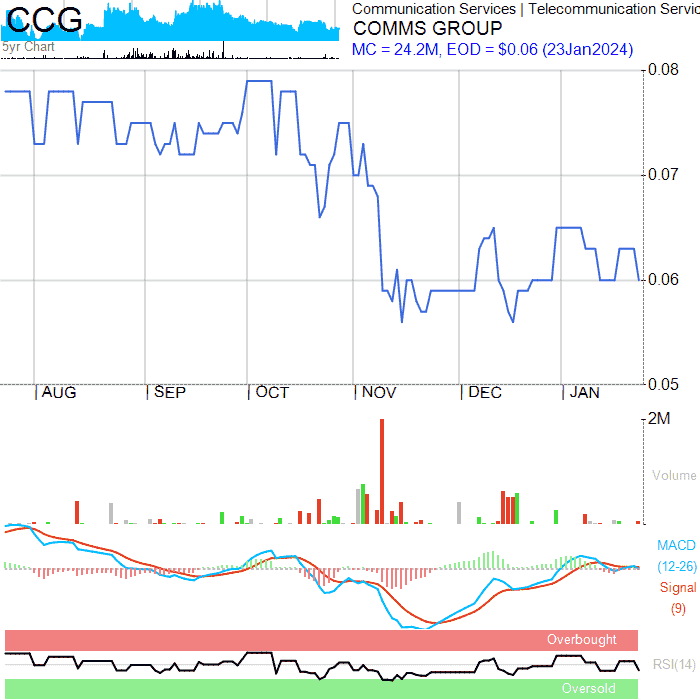 CCG
5yr Chart
Communication Services | Telecommunication Servic
COMMS GROUP
MC = 24.2M, EOD = $0.06 (23Jan2024)
0.08
0.07
0.06
0.05
AUG SEP OCT NOV DEC JAN
2M
Volume
MACD
(12-26)
Signal
(9)
Overbought
RSI(14)
Oversold